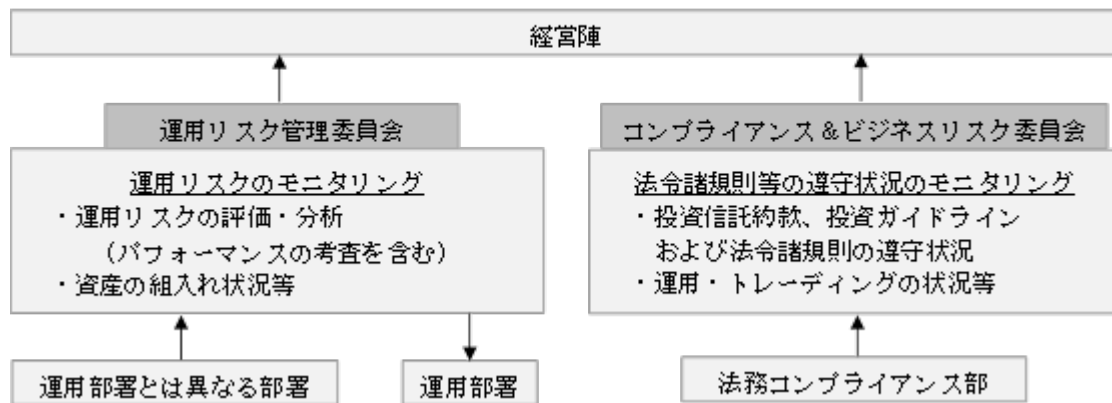 経営陣
運用リスク管理委員会
運用リスクのモニタリング
・運用リスクの評価・分析
（パフォーマンスの考査を含む）
・資産の組入れ状況等
運用部署とは異なる部署
運用部署
コンプライアンス＆ビジネスリスク委員会
法令諸規則等の遵守状況のモニタリング
・投資信託約款、投資ガイドライン
および法令諸規則の遵守状況
・運用・トレーディングの状況等
法務コンプライアンス部